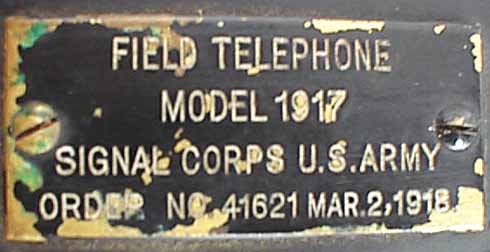 FIELD TELEPHONE
MODEL 1917
SIGNAL CORPS U.S.ARMY
ORDER NO. 41621 MAR.2,1918.